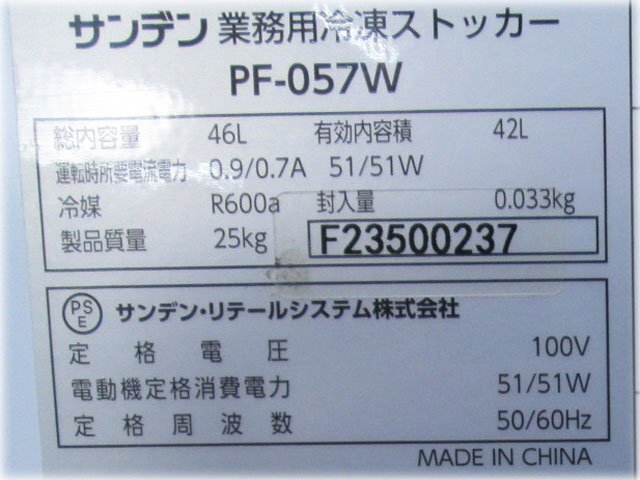 サンデン 業務用冷凍ストッカー
PF-057W
総内容量 46L 有効内容積 42L
運転時所要電流電力 0.9/0.7A 51/51W
冷媒 R600a 封入量 0.033kg
製品質量 25kg F23500237
PSE サンデン・リテールシステム株式会社
定格電圧 100V
電動機定格消費電力 51/51W
定格周波数 50/60Hz
MADE IN CHINA